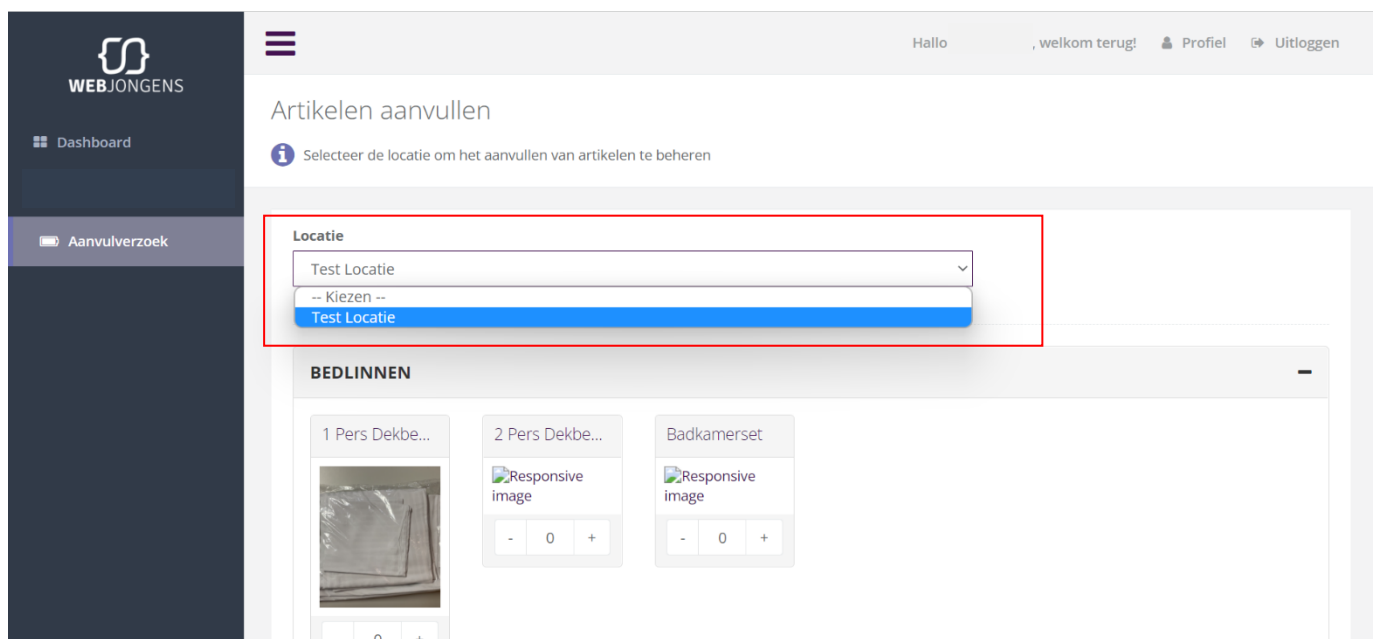 Hallo , welkom terug! Profiel Uitloggen
WEBJONGENS
Artikelen aanvullen
Dashboard
Selecteer de locatie om het aanvullen van artikelen te beheren
Aanvulverzoek
Locatie
Test Locatie
-- Kiezen --
Test Locatie
BEDLINNEN
1 Pers Dekbe... 2 Pers Dekbe... Badkamerset
Responsive image Responsive image
- 0 + - 0 +
- 0 +